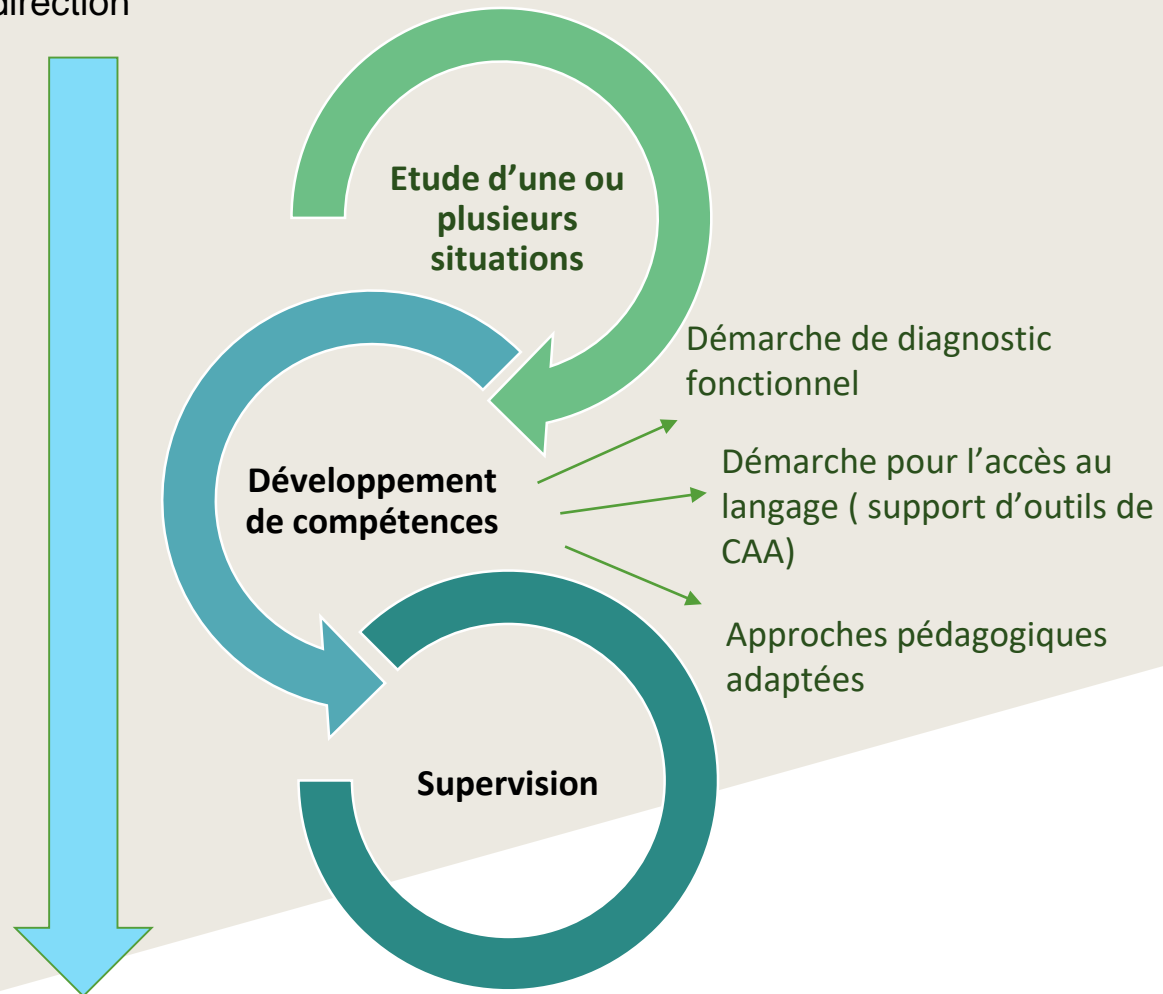 direction
Etude d'une ou
plusieurs
situations
Démarche de diagnostic
fonctionnel
Développement
de compétences
Démarche pour l'accès au
langage ( support d'outils de
CAA)
Approches pédagogiques
adaptées
Supervision